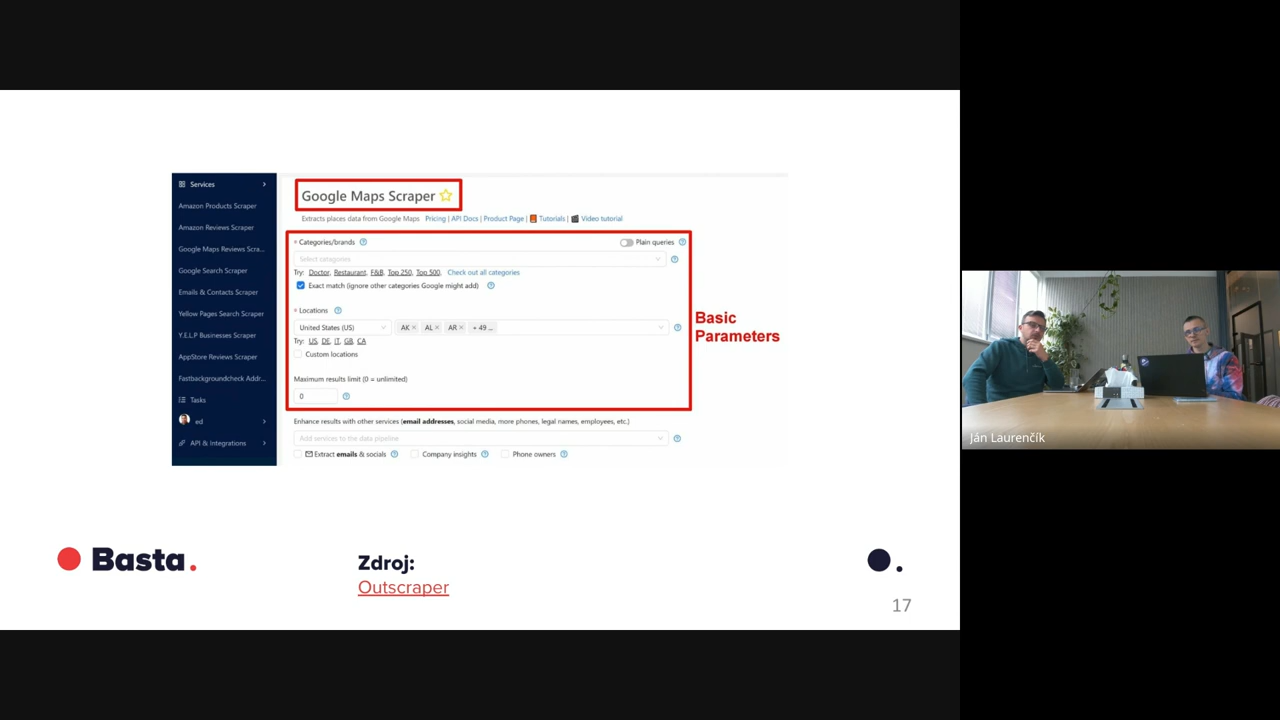 Services
Amazon Products Scraper
Amazon Reviews Scraper
Google Maps Reviews Scra...
Google Search Scraper
Emails & Contacts Scraper
Yellow Pages Search Scraper
Y.E.L.P Businesses Scraper
AppStore Reviews Scraper
Fastbackgroundcheck Addr...
Tasks
ed
API & Integrations
Google Maps Scraper
Extracts places data from Google Maps Pricing | API Docs | Product Page | Tutorials | Video tutorial
* Categories/brands
Plain queries
Select categories
Try: Doctor, Restaurant, F&B, Top 250, Top 500, Check out all categories
Exact match (ignore other categories Google might add)
* Locations
United States (US) AK × AL × AR × + 49 ...
Try: US, DE, IT, GB, CA
Custom locations
Maximum results limit (0 = unlimited)
0
Enhance results with other services (email addresses, social media, more phones, legal names, employees, etc.)
Add services to the data pipeline
Extract emails & socials Company insights Phone owners
Basic
Parameters
Basta.
Zdroj:
Outscraper
17
Ján Laurenčík